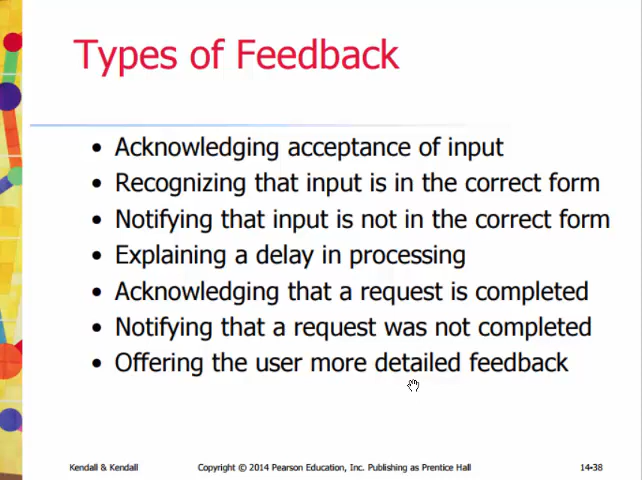 Types of Feedback
• Acknowledging acceptance of input
• Recognizing that input is in the correct form
• Notifying that input is not in the correct form
• Explaining a delay in processing
• Acknowledging that a request is completed
• Notifying that a request was not completed
• Offering the user more detailed feedback
Kendall & Kendall Copyright © 2014 Pearson Education, Inc. Publishing as Prentice Hall 14-38